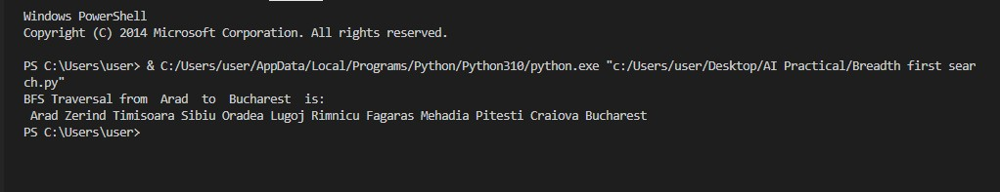 Windows PowerShell
Copyright (C) 2014 Microsoft Corporation. All rights reserved.
PS C:\Users\user> & C:/Users/user/AppData/Local/Programs/Python/Python310/python.exe "c:/Users/user/Desktop/AI Practical/Breadth first sear
ch.py"
BFS Traversal from  Arad  to  Bucharest  is:
 Arad Zerind Timisoara Sibiu Oradea Lugoj Rimnicu Fagaras Mehadia Pitesti Craiova Bucharest
PS C:\Users\user>